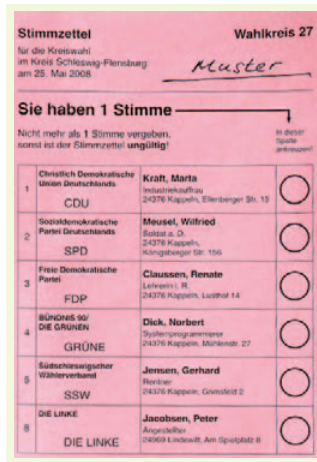 Stimmzettel
Wahlkreis 27
für die Kreiswahl
im Kreis Schleswig-Flensburg
am 25. Mai 2008
Muster
Sie haben 1 Stimme
Nicht mehr als 1 Stimme vergeben,
sonst ist der Stimmzettel ungültig!
In dieser
Spalte
ankreuzen!
1
Christlich Demokratische
Union Deutschlands
CDU
Kraft, Marta
Industriekauffrau
24376 Kappeln, Ellenberger Str. 15
2
Sozialdemokratische
Partei Deutschlands
SPD
Meusel, Wilfried
Soldat a. D.
24376 Kappeln,
Königsberger Str. 156
3
Freie Demokratische
Partei
FDP
Claussen, Renate
Lehrerin i. R.
24376 Kappeln, Lusthof 14
4
BÜNDNIS 90/
DIE GRÜNEN
GRÜNE
Dick, Norbert
Systemprogrammierer
24376 Kappeln, Mühlenstr. 27
Südschleswigscher
Wählerverband
SSW
Jensen, Gerhard
Rentner
24376 Kappeln, Grimsfeld 2
8
DIE LINKE
DIE LINKE
Jacobsen, Peter
Angestellter
24969 Lindewitt, Am Spielplatz 8